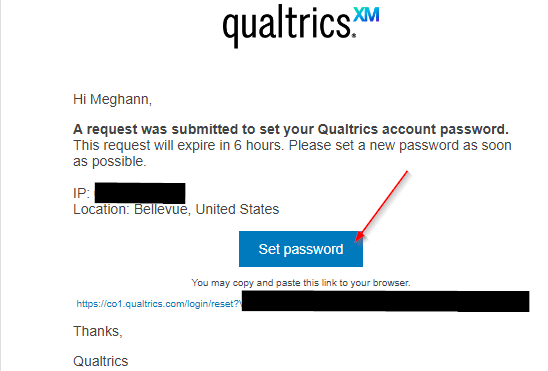 qualtrics.XM
Hi Meghann,
A request was submitted to set your Qualtrics account password.
This request will expire in 6 hours. Please set a new password as soon
as possible.
IP:
Location: Bellevue, United States
Set password
You may copy and paste this link to your browser.
https://co1.qualtrics.com/login/reset?
Thanks,
Qualtrics